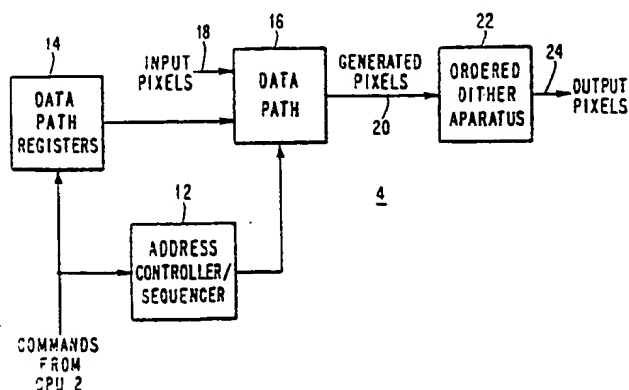 14
DATA
PATH
REGISTERS
18
INPUT
PIXELS
16
DATA
PATH
GENERATED
PIXELS
20
22
ORDERED
DITHER
APPARATUS
24
OUTPUT
PIXELS
4
12
ADDRESS
CONTROLLER/
SEQUENCER
COMMANDS
FROM
CPU 2